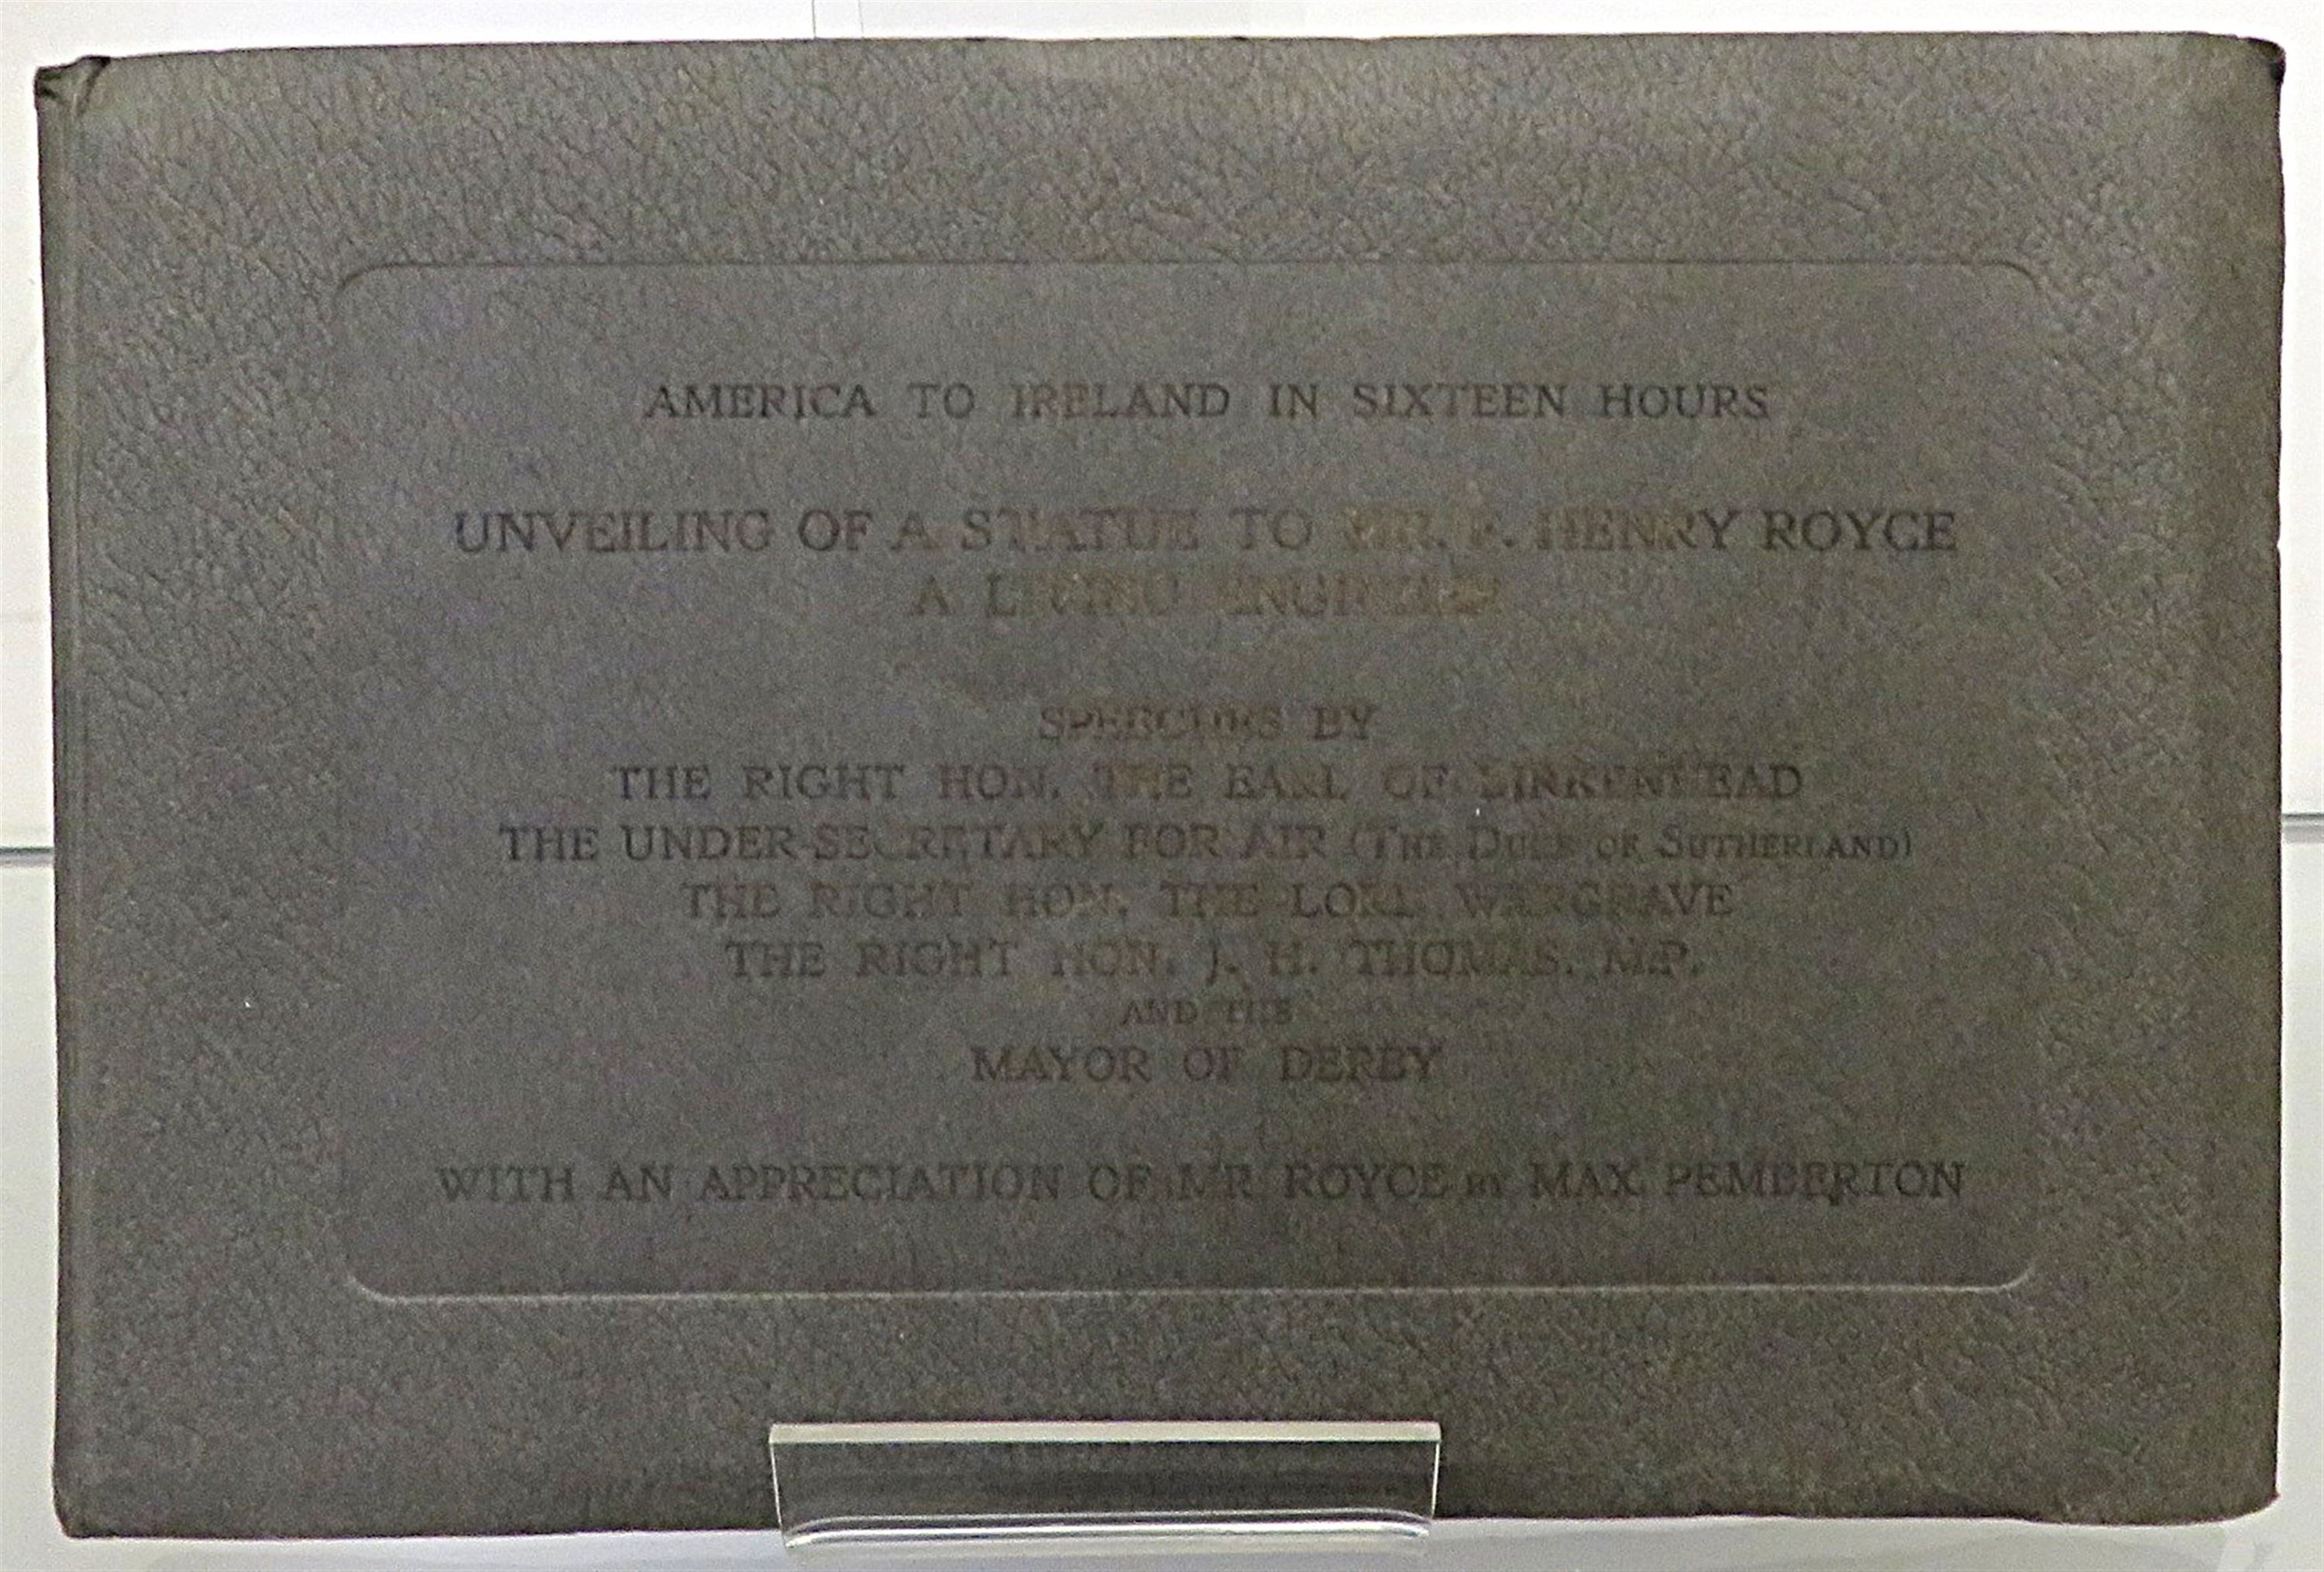 AMERICA TO IRELAND IN SIXTEEN HOURS
UNVEILING OF A STATUE TO MR. F. HENRY ROYCE
A LIVING ENGINEER
SPEECHES BY
THE RIGHT HON. THE EARL OF BIRKENHEAD
THE UNDER-SECRETARY FOR AIR (THE DUKE OF SUTHERLAND)
THE RIGHT HON. THE LORD WARGRAVE
THE RIGHT HON. J. H. THOMAS, M.P.
AND THE
MAYOR OF DERBY
WITH AN APPRECIATION OF MR ROYCE BY MAX PEMBERTON